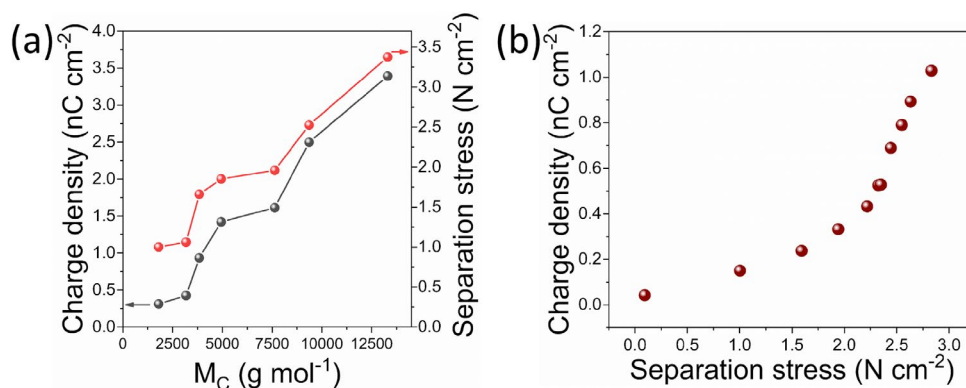 (a)
Charge density (nC cm⁻²)
4.0
3.5
3.0
2.5
2.0
1.5
1.0
0.5
0.0
0 2500 5000 7500 10000 12500
M_C (g mol⁻¹)
3.5
3.0
2.5
2.0
1.5
1.0
0.5
0.0
Separation stress (N cm⁻²)
(b)
Charge density (nC cm⁻²)
1.2
1.0
0.8
0.6
0.4
0.2
0.0
0.0 0.5 1.0 1.5 2.0 2.5 3.0
Separation stress (N cm⁻²)